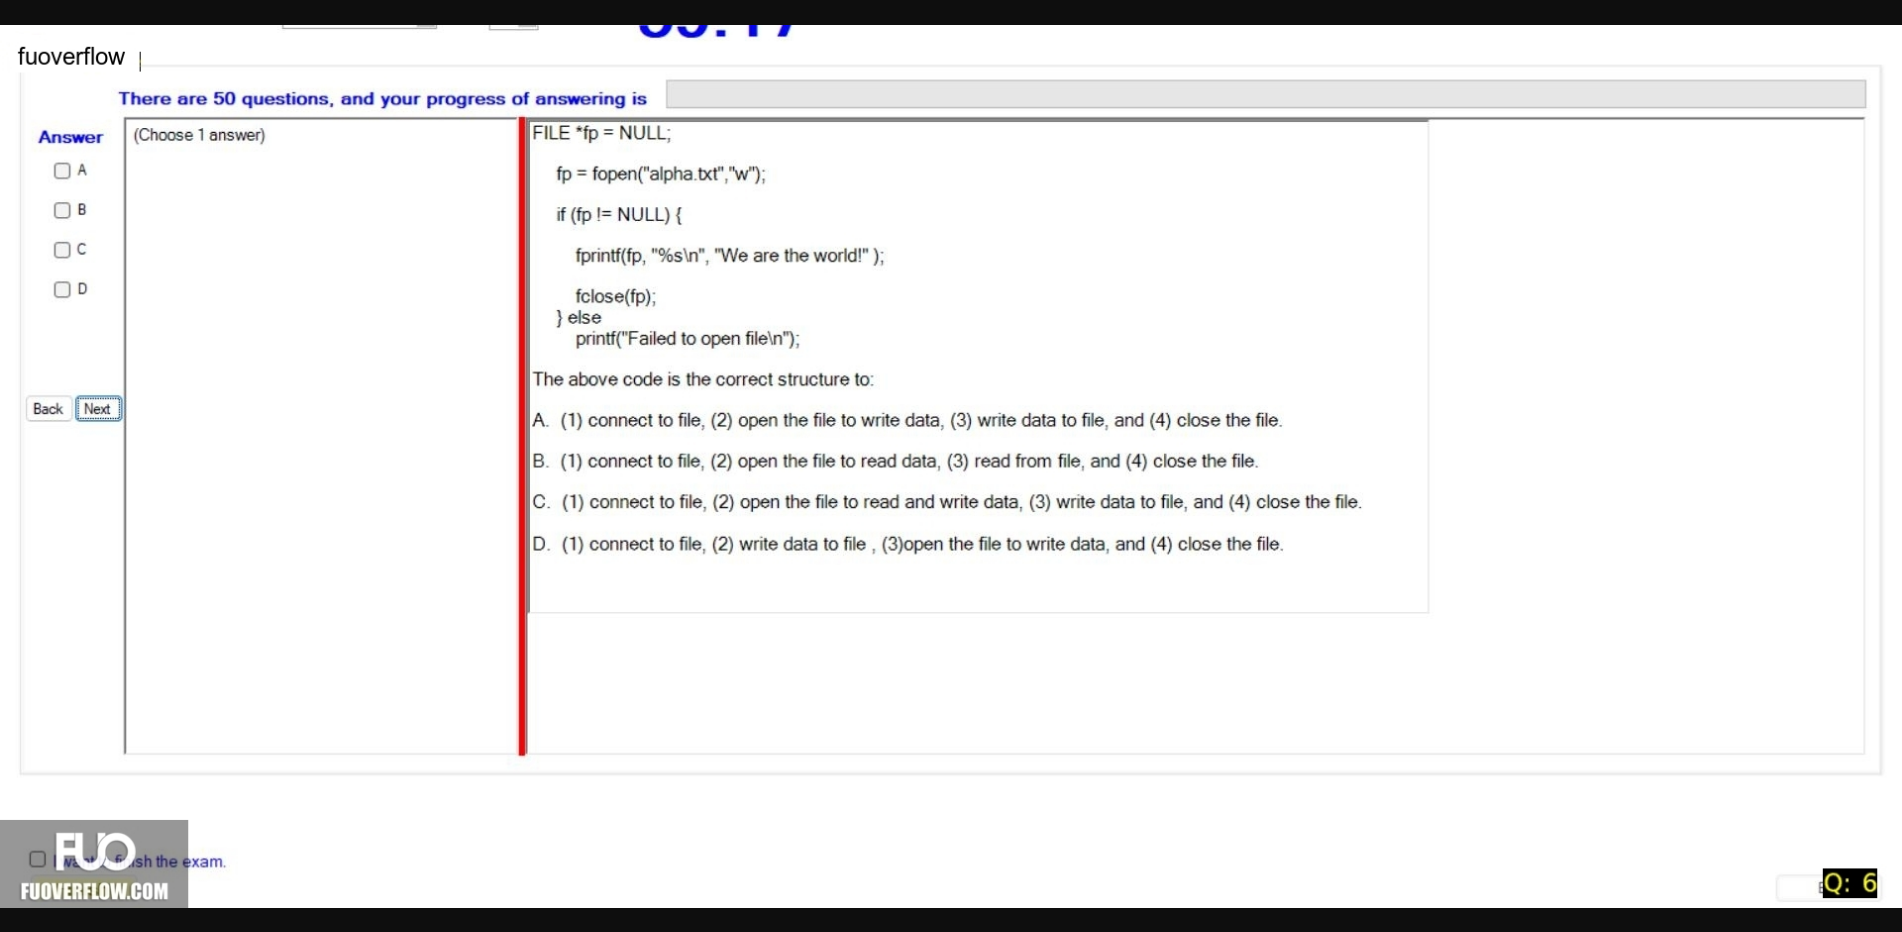 fuoverflow
There are 50 questions, and your progress of answering is
Answer
(Choose 1 answer)
A
B
C
D
Back Next
FILE *fp = NULL;
fp = fopen("alpha.txt","w");
if (fp != NULL) {
fprintf(fp, "%s\n", "We are the world!" );
fclose(fp);
} else
printf("Failed to open file\n");
The above code is the correct structure to:
A. (1) connect to file, (2) open the file to write data, (3) write data to file, and (4) close the file.
B. (1) connect to file, (2) open the file to read data, (3) read from file, and (4) close the file.
C. (1) connect to file, (2) open the file to read and write data, (3) write data to file, and (4) close the file.
D. (1) connect to file, (2) write data to file , (3)open the file to write data, and (4) close the file.
FUO
the exam.
FUOVERFLOW.COM
Q: 6